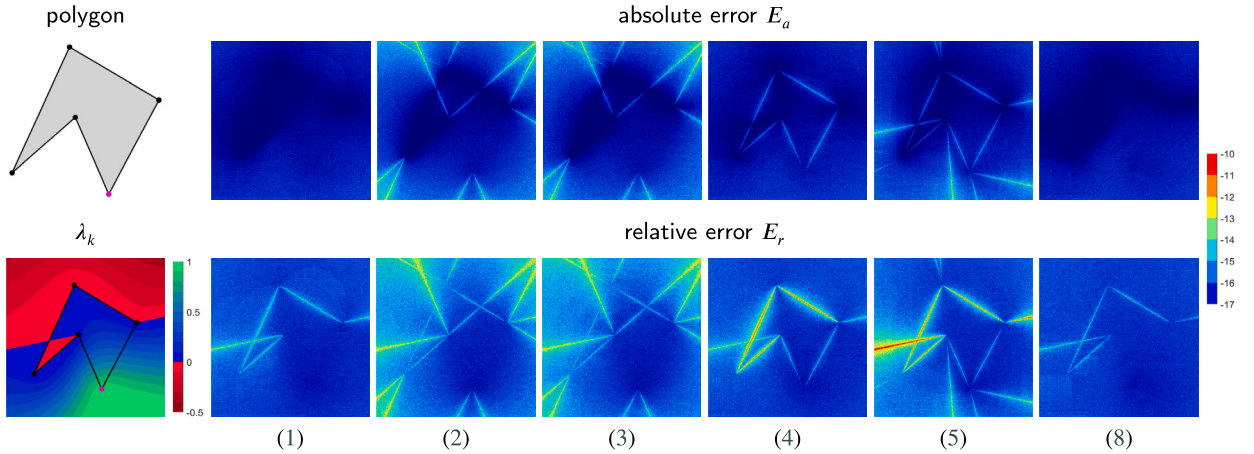 polygon
absolute error E_a
-10
-11
-12
-13
-14
-15
-16
-17
λ_k
relative error E_r
1
0.5
0
-0.5
(1) (2) (3) (4) (5) (8)